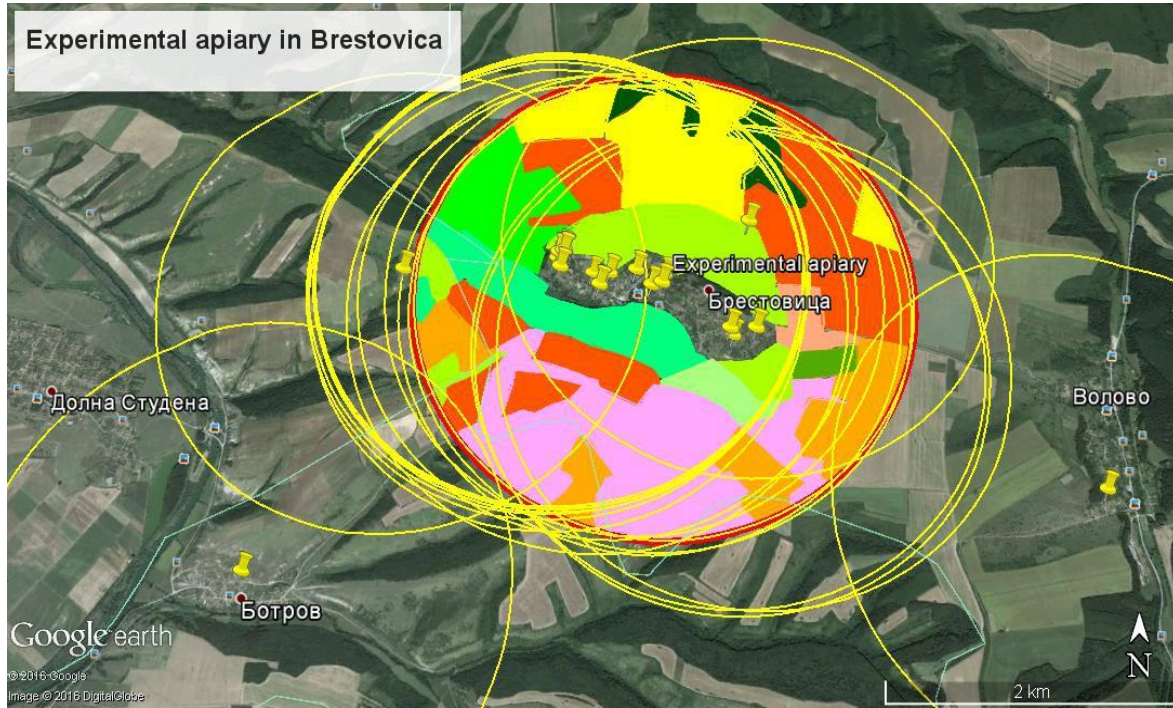 Experimental apiary in Brestovica
Experimental apiary
Брестовица
Долна Студена
Волово
Ботров
Google earth
© 2016 Google
Image © 2016 DigitalGlobe
N
2 km